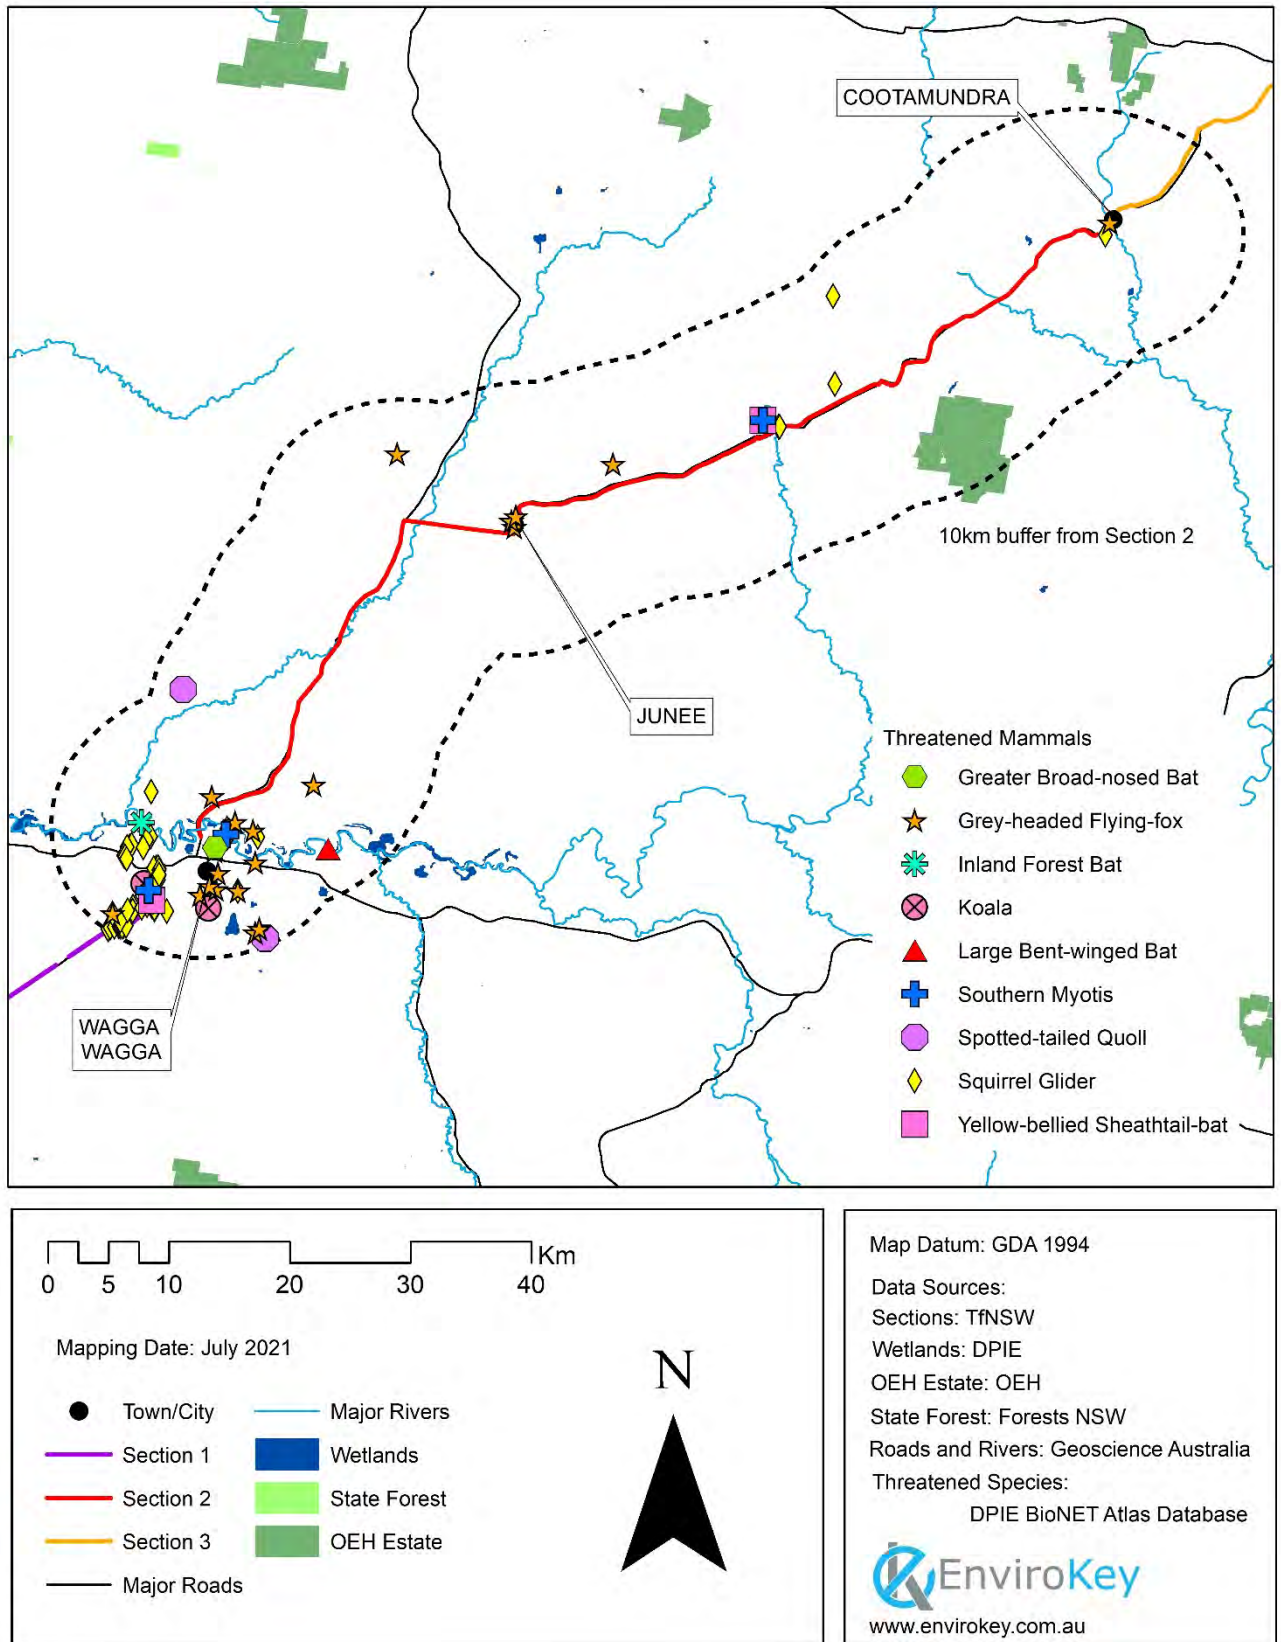 COOTAMUNDRA
10km buffer from Section 2
JUNEE
WAGGA
WAGGA
Threatened Mammals
Greater Broad-nosed Bat
Grey-headed Flying-fox
Inland Forest Bat
Koala
Large Bent-winged Bat
Southern Myotis
Spotted-tailed Quoll
Squirrel Glider
Yellow-bellied Sheathtail-bat
Km
0 5 10 20 30 40
Mapping Date: July 2021
N
Town/City
Section 1
Section 2
Section 3
Major Roads
Major Rivers
Wetlands
State Forest
OEH Estate
Map Datum: GDA 1994
Data Sources:
Sections: TfNSW
Wetlands: DPIE
OEH Estate: OEH
State Forest: Forests NSW
Roads and Rivers: Geoscience Australia
Threatened Species:
DPIE BioNET Atlas Database
EnviroKey
www.envirokey.com.au